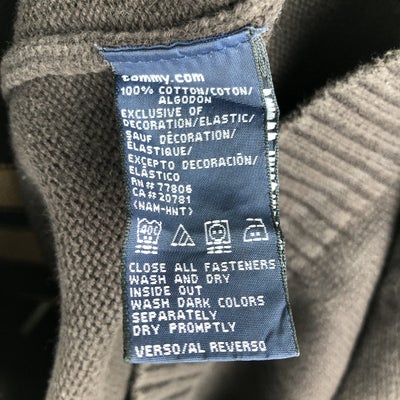 tommy.com
100% COTTON/COTON/
ALGODON
EXCLUSIVE OF
DECORATION/ELASTIC/
SAUF DÉCORATION/
ÉLASTIQUE/
EXCEPTO DECORACIÓN/
ELÁSTICO
RN# 77806
CA# 20781
<NAM-HNT>
40C
CLOSE ALL FASTENERS
WASH AND DRY
INSIDE OUT
WASH DARK COLORS
SEPARATELY
DRY PROMPTLY
VERSO/AL REVERSO